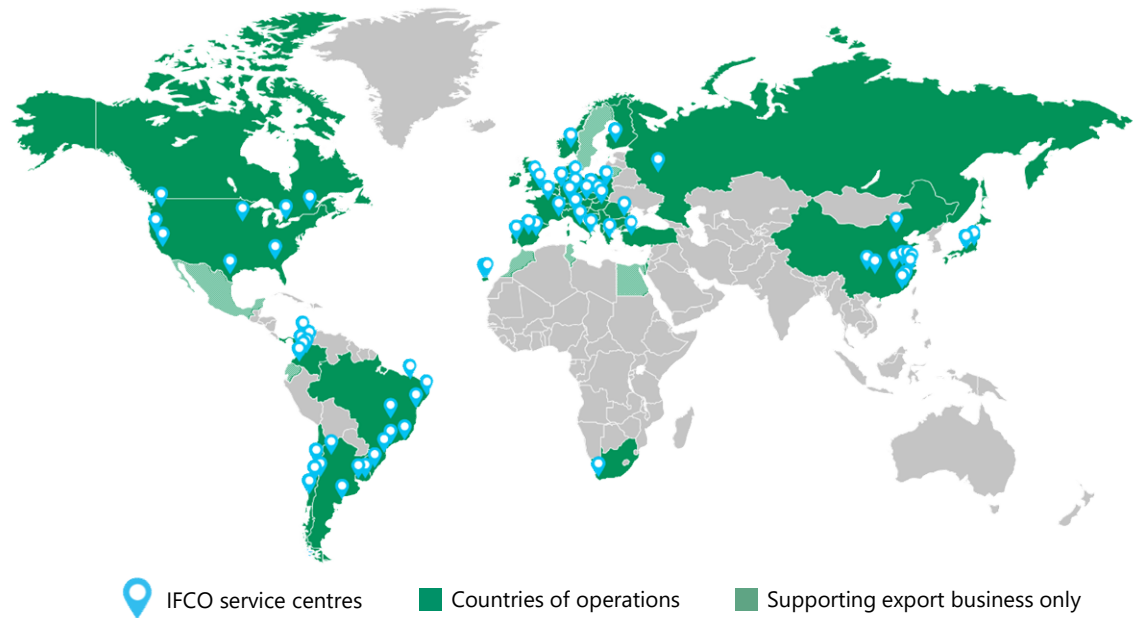 IFCO service centres
Countries of operations
Supporting export business only